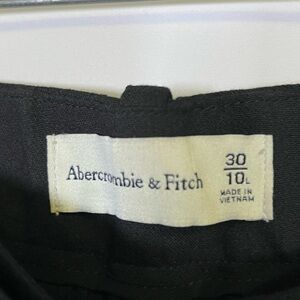 Abercrombie & Fitch
30
10L
MADE IN
VIETNAM